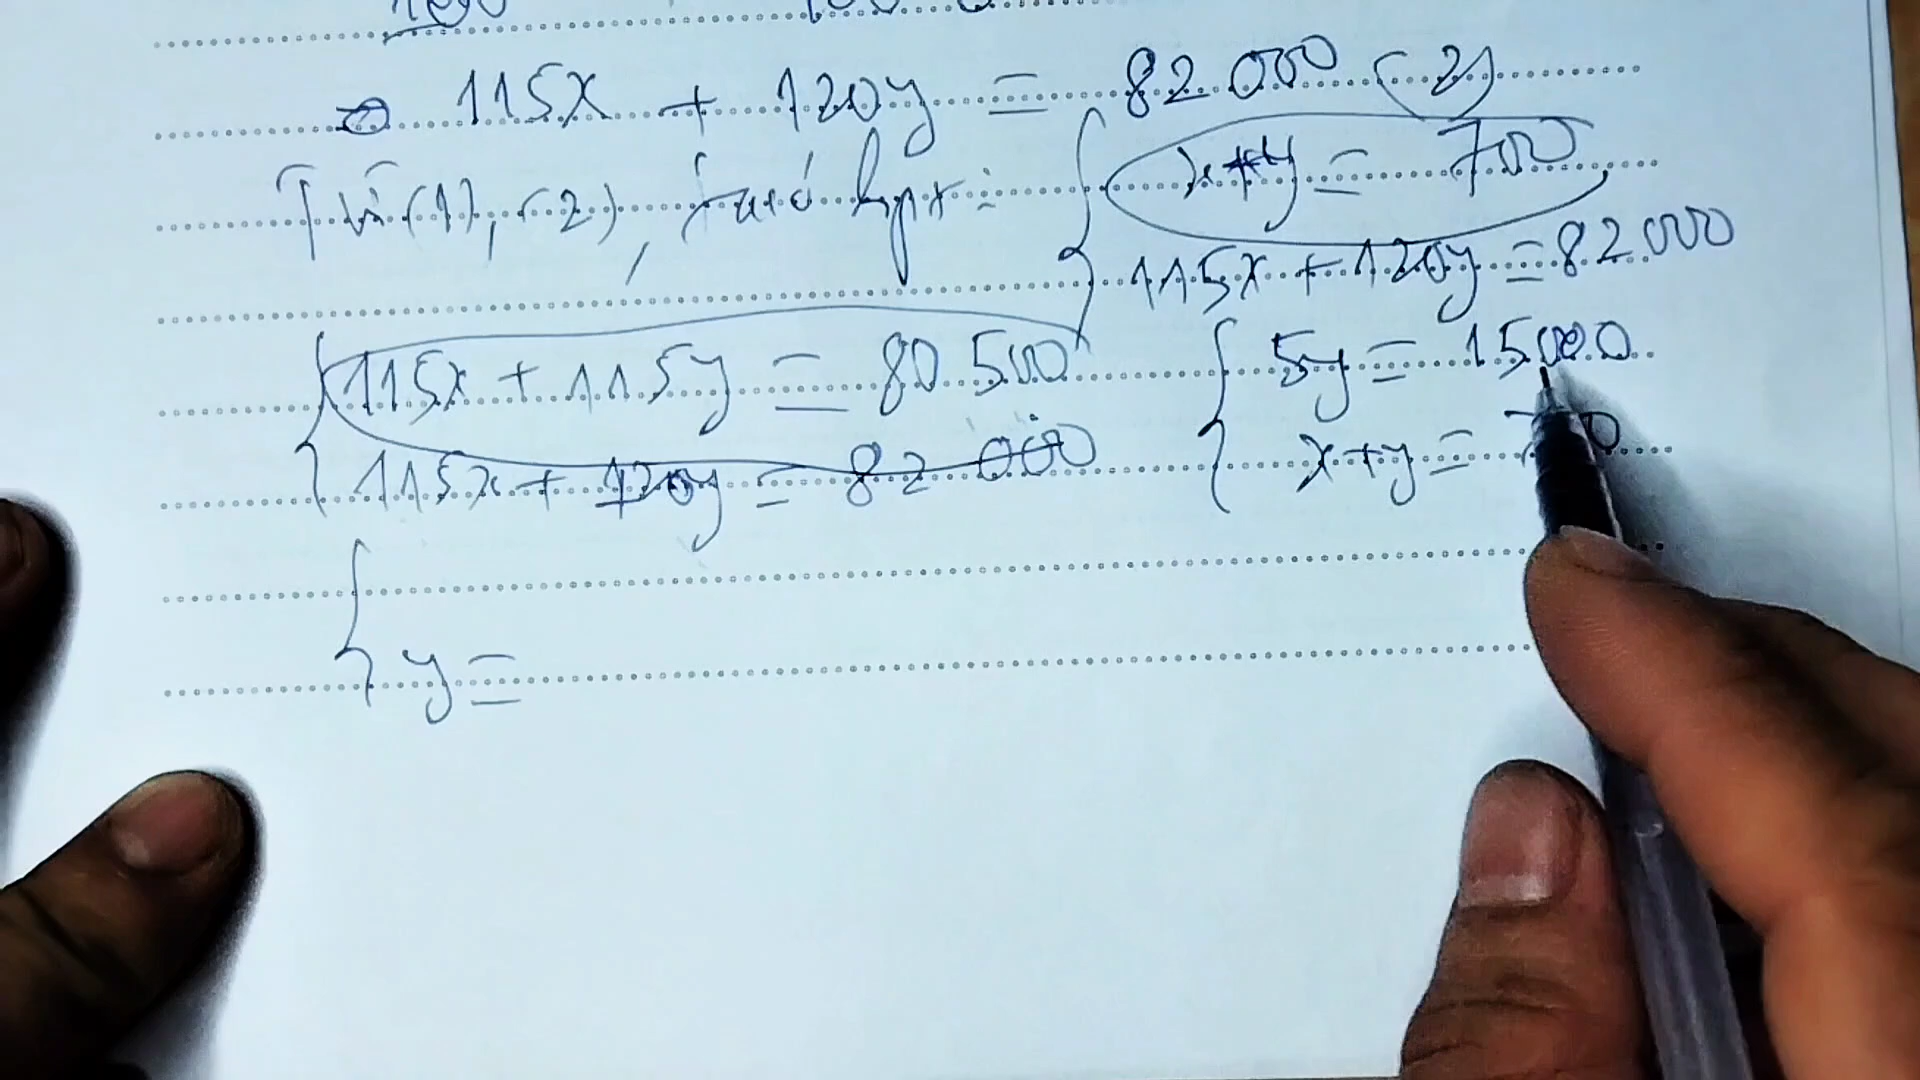 115x + 120y = 82.000 (2)
Từ (1), (2), ta có hpt: { x+y = 700
115x + 120y = 82.000
{ 115x + 115y = 80.500
115x + 120y = 82.000
{ 5y = 1500
x+y =
{
y =